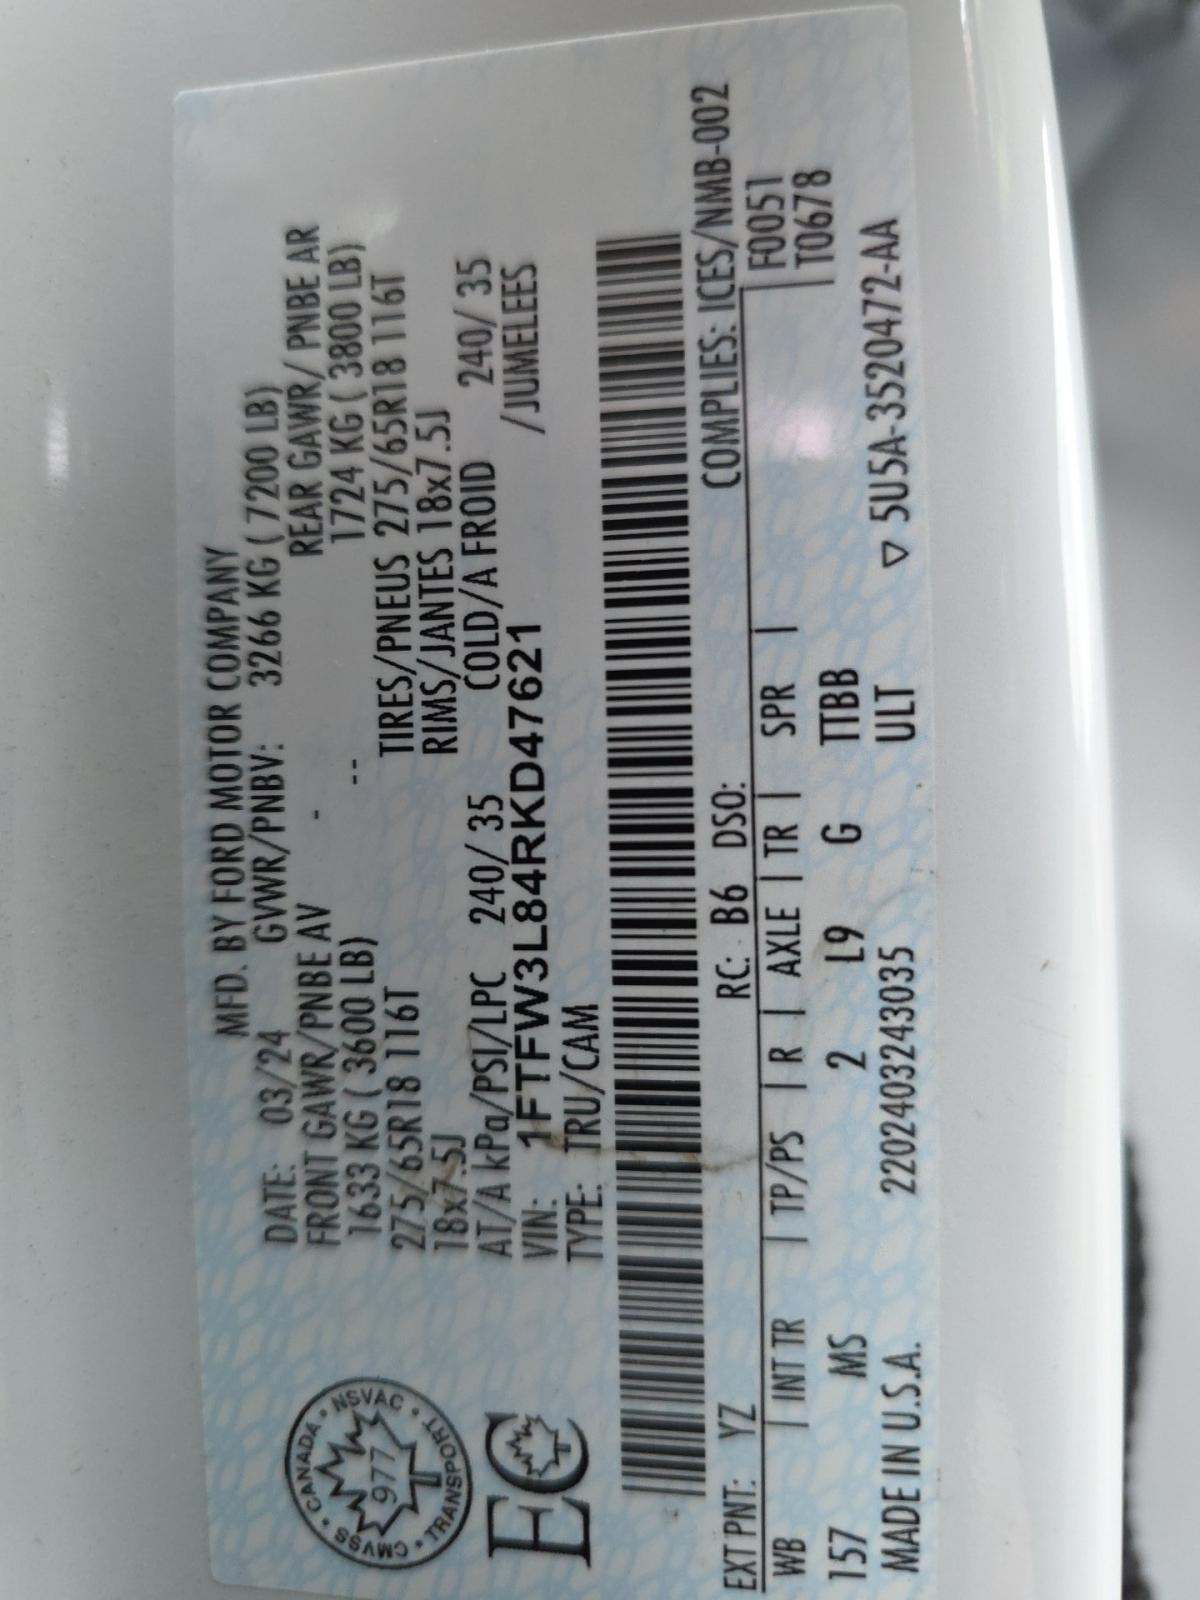 MFD. BY FORD MOTOR COMPANY
DATE: 03/24 GVWR/PNBV: 3266 KG ( 7200 LB)
FRONT GAWR/PNBE AV - REAR GAWR/ PNBE AR
1633 KG ( 3600 LB) -- 1724 KG ( 3800 LB)
275/65R18 116T TIRES/PNEUS 275/65R18 116T
18x7.5J RIMS/JANTES 18x7.5J
AT/A kPa/PSI/LPC 240/ 35 COLD/A FROID 240/ 35
VIN: 1FTFW3L84RKD47621 /JUMELEES
TYPE: TRU/CAM
CANADA • NSVAC • TRANSPORT • CMVSS •
977
EC
EXT PNT: YZ RC: B6 DSO: COMPLIES: ICES/NMB-002
WB | INT TR | TP/PS | R | AXLE | TR | SPR | F0051
157 MS 2 L9 G TTBB T0678
MADE IN U.S.A. 220240324303​5 ULT ▽ 5U5A-3520472-AA